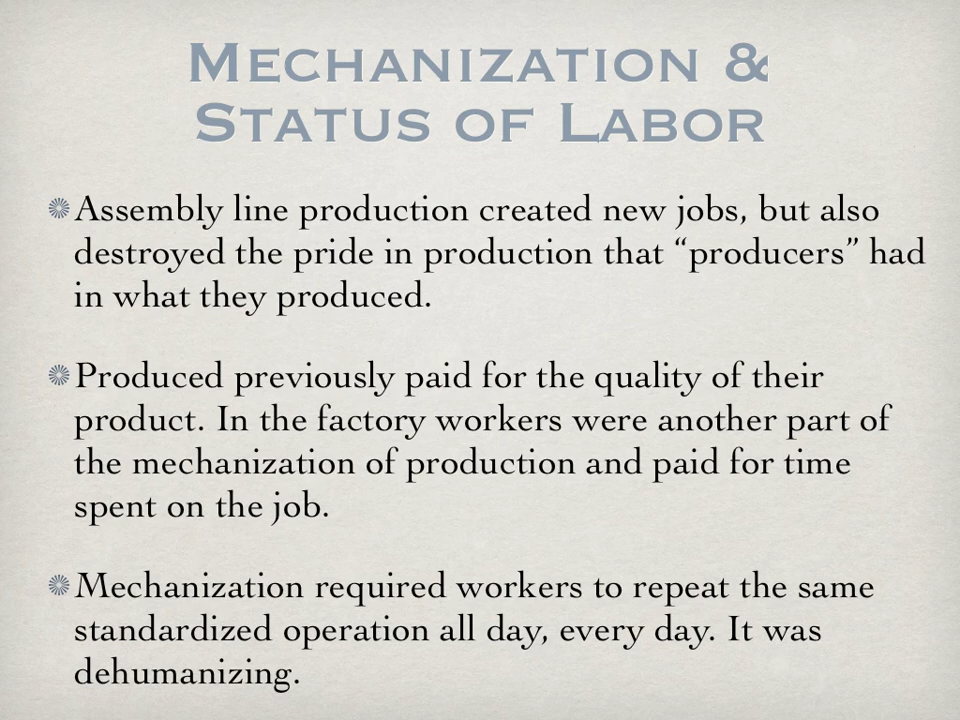 Mechanization &
Status of Labor
Assembly line production created new jobs, but also
destroyed the pride in production that “producers” had
in what they produced.
Produced previously paid for the quality of their
product. In the factory workers were another part of
the mechanization of production and paid for time
spent on the job.
Mechanization required workers to repeat the same
standardized operation all day, every day. It was
dehumanizing.